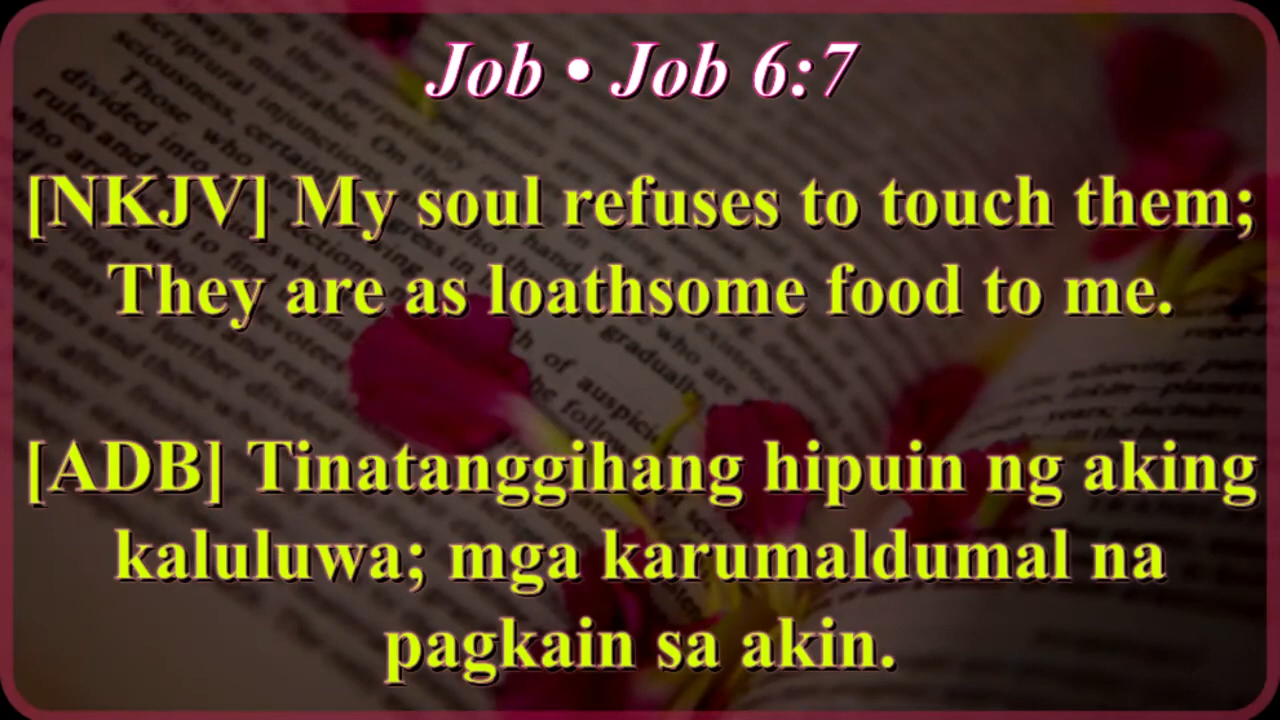 Job • Job 6:7
[NKJV] My soul refuses to touch them;
They are as loathsome food to me.
[ADB] Tinatanggihang hipuin ng aking
kaluluwa; mga karumaldumal na
pagkain sa akin.